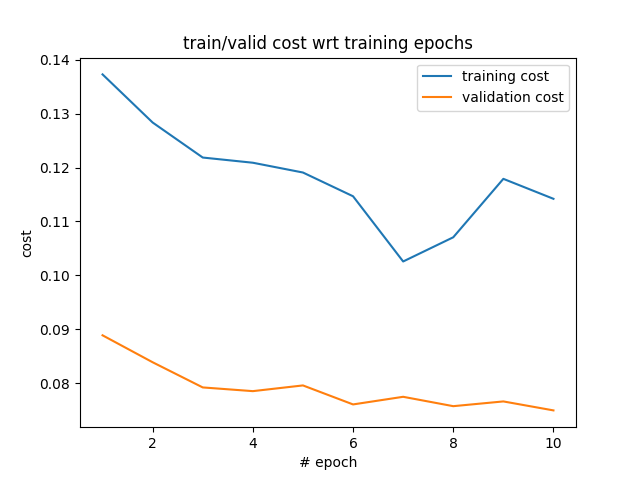 train/valid cost wrt training epochs
training cost
validation cost
cost
0.14
0.13
0.12
0.11
0.10
0.09
0.08
2 4 6 8 10
# epoch